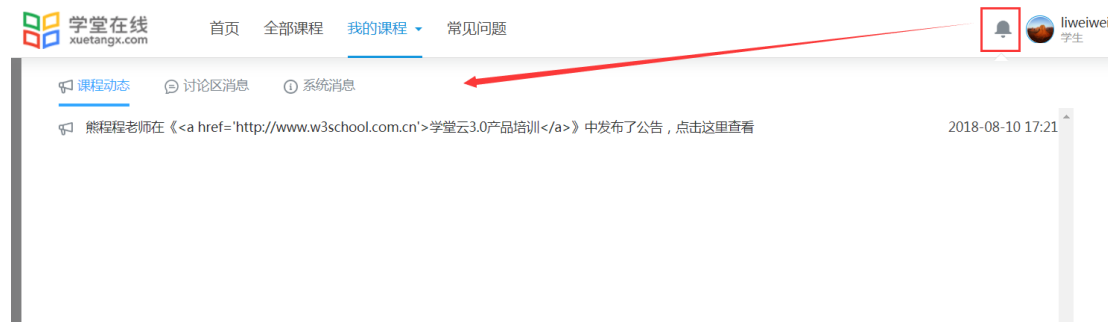 学堂在线
xuetangx.com
首页 全部课程 我的课程 常见问题
liweiwei
学生
课程动态 讨论区消息 系统消息
熊程程老师在《<a href='http://www.w3school.com.cn'>学堂云3.0产品培训</a>》中发布了公告，点击这里查看 2018-08-10 17:21